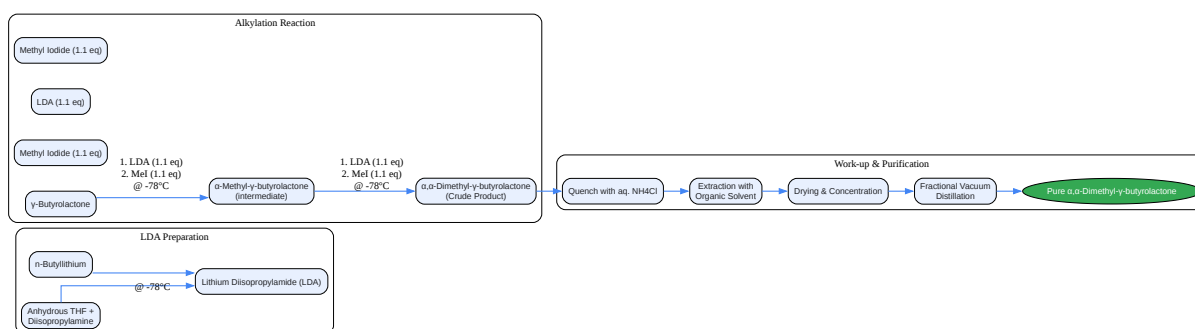 Alkylation Reaction
Methyl Iodide (1.1 eq)
LDA (1.1 eq)
Methyl Iodide (1.1 eq)
γ-Butyrolactone
1. LDA (1.1 eq)
2. MeI (1.1 eq)
@ -78°C
α-Methyl-γ-butyrolactone
(intermediate)
1. LDA (1.1 eq)
2. MeI (1.1 eq)
@ -78°C
α,α-Dimethyl-γ-butyrolactone
(Crude Product)
Work-up & Purification
Quench with aq. NH4Cl
Extraction with
Organic Solvent
Drying & Concentration
Fractional Vacuum
Distillation
Pure α,α-Dimethyl-γ-butyrolactone
LDA Preparation
n-Butyllithium
Anhydrous THF +
Diisopropylamine
@ -78°C
Lithium Diisopropylamide (LDA)